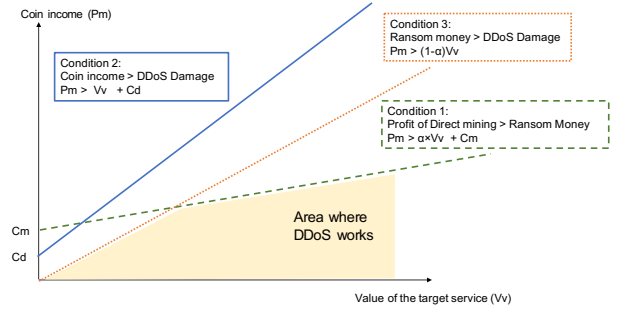 Coin income (Pm)
Condition 2:
Coin income > DDoS Damage
Pm > Vv + Cd
Condition 3:
Ransom money > DDoS Damage
Pm > (1-α)Vv
Condition 1:
Profit of Direct mining > Ransom Money
Pm > α×Vv + Cm
Cm
Cd
Area where
DDoS works
Value of the target service (Vv)